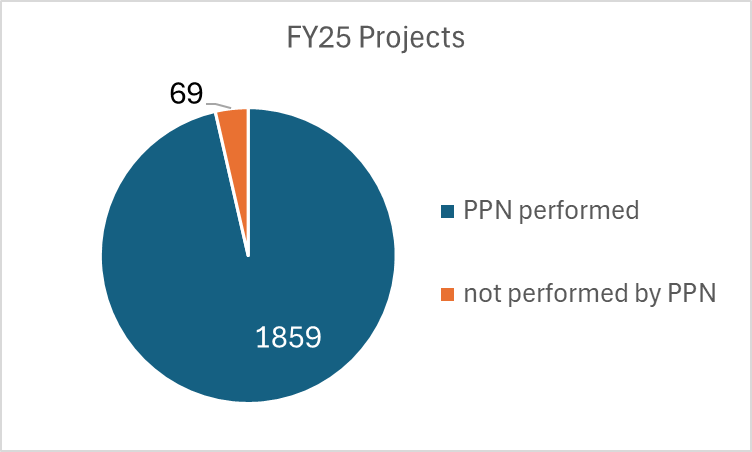 FY25 Projects
69
PPN performed
not performed by PPN
1859